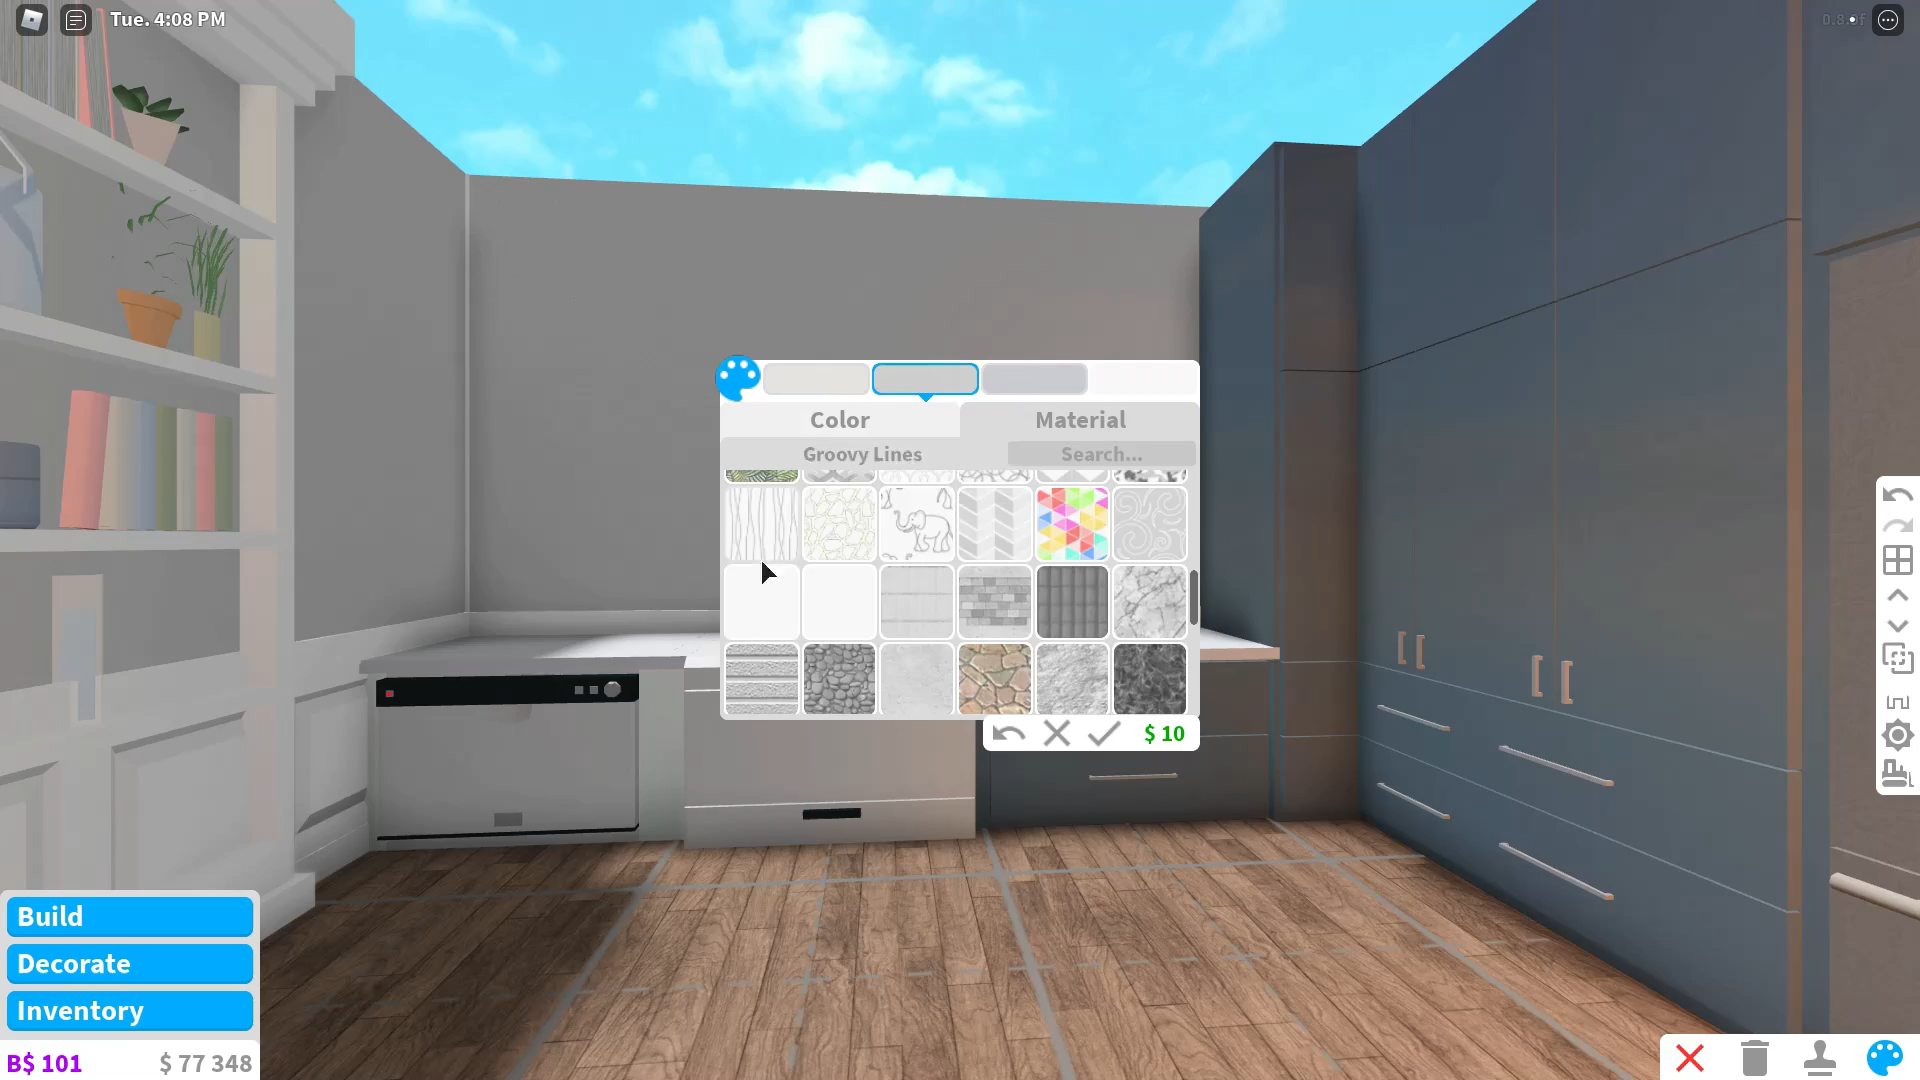 Tue. 4:08 PM
Color
Material
Groovy Lines
Search...
$ 10
Build
Decorate
Inventory
B$ 101
$ 77 348